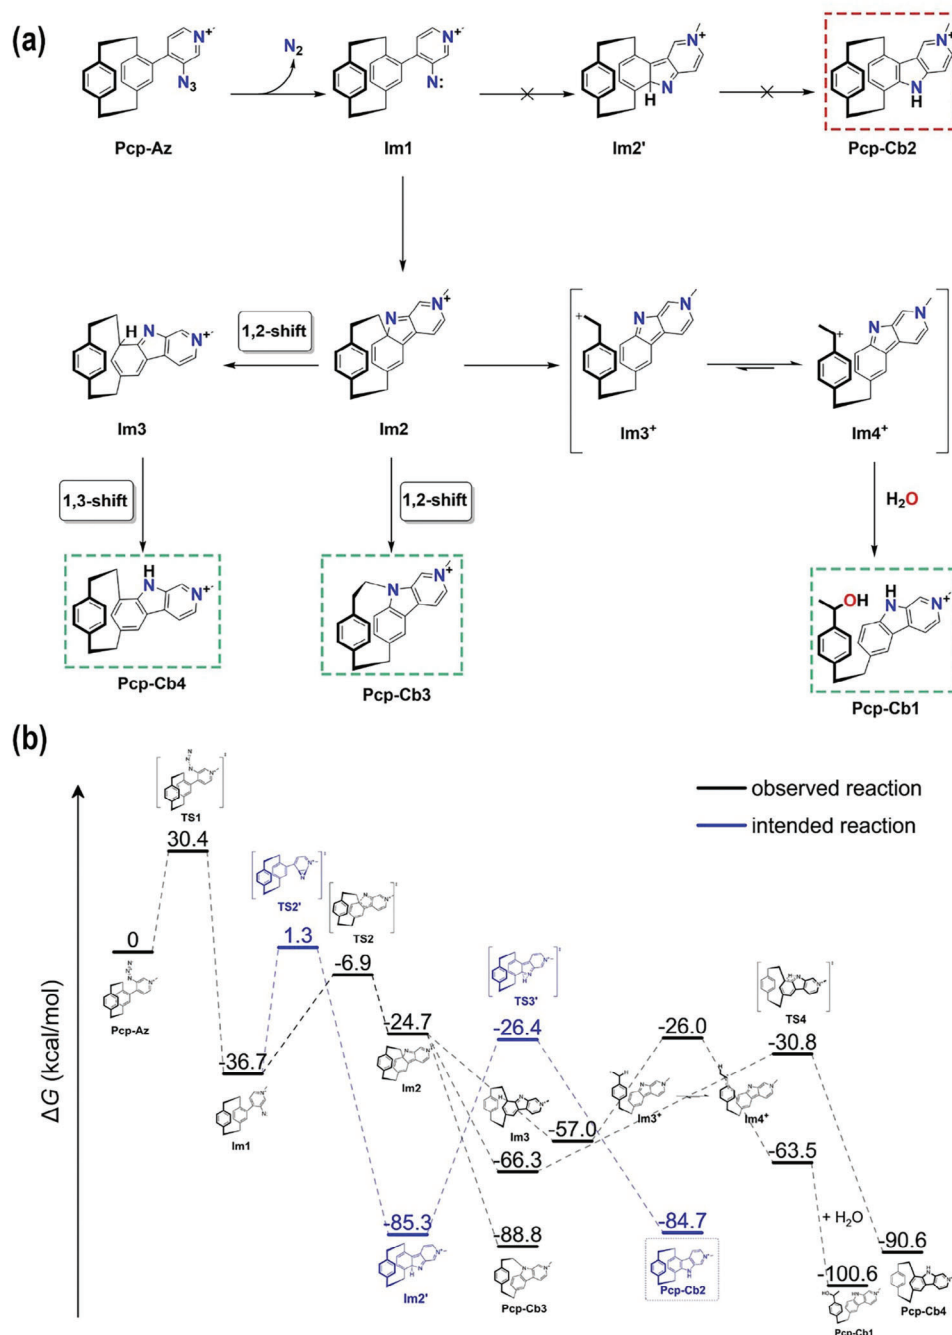 (a)
N⁺
N₃
Pcp-Az
N₂
N⁺
N:
Im1
N⁺
N
H
Im2'
N⁺
N
H
Pcp-Cb2
H
N
N⁺
Im3
1,2-shift
N⁺
N
Im2
+
N
N⁺
Im3⁺
+
N
N⁺
Im4⁺
1,3-shift
1,2-shift
H₂O
H
N
N⁺
Pcp-Cb4
N
N⁺
Pcp-Cb3
OH
H
N
N⁺
Pcp-Cb1
(b)
ΔG (kcal/mol)
observed reaction
intended reaction
TS1
30.4
0
Pcp-Az
-36.7
Im1
TS2'
1.3
TS2
-6.9
-24.7
Im2
-85.3
Im2'
TS3'
-26.4
Im3
-57.0
-66.3
-88.8
Pcp-Cb3
-26.0
Im3⁺
Im4⁺
-84.7
Pcp-Cb2
TS4
-30.8
-63.5
+ H₂O
-100.6
Pcp-Cb1
-90.6
Pcp-Cb4